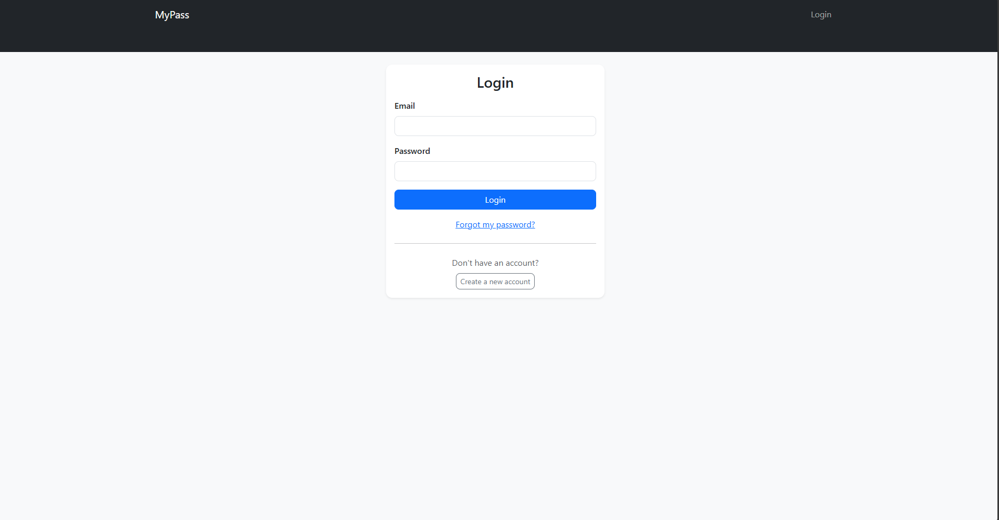 MyPass
Login
Login
Email
Password
Login
Forgot my password?
Don't have an account?
Create a new account